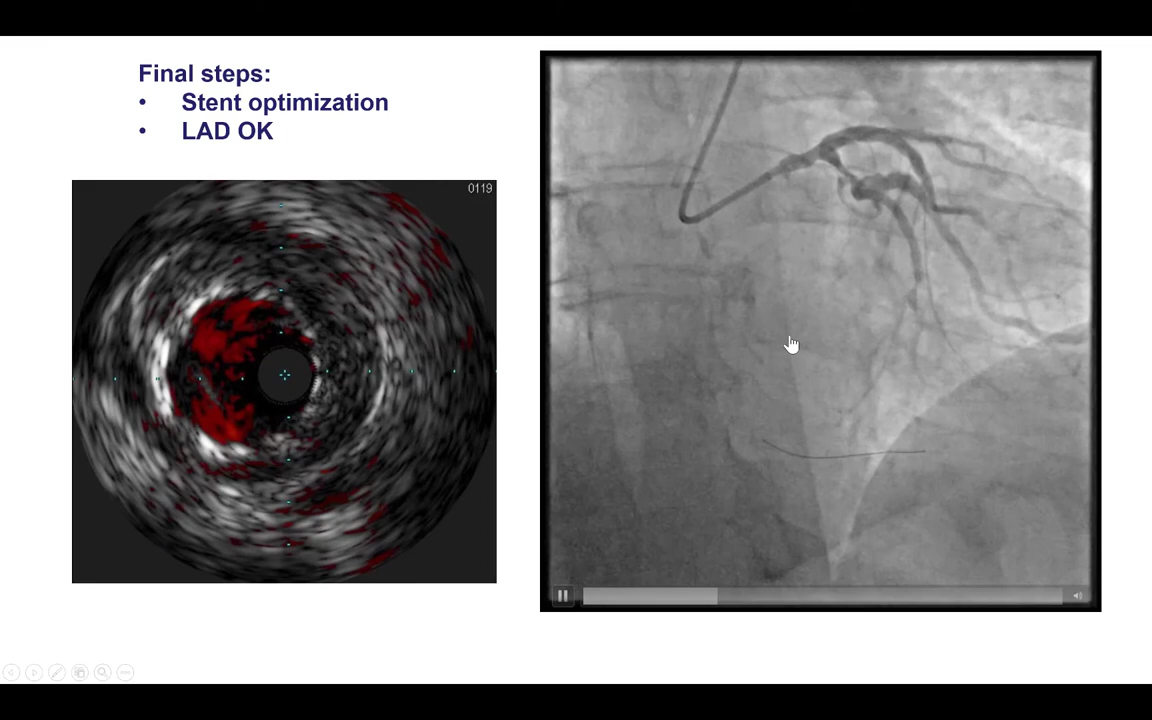 Final steps:
• Stent optimization
• LAD OK
0119